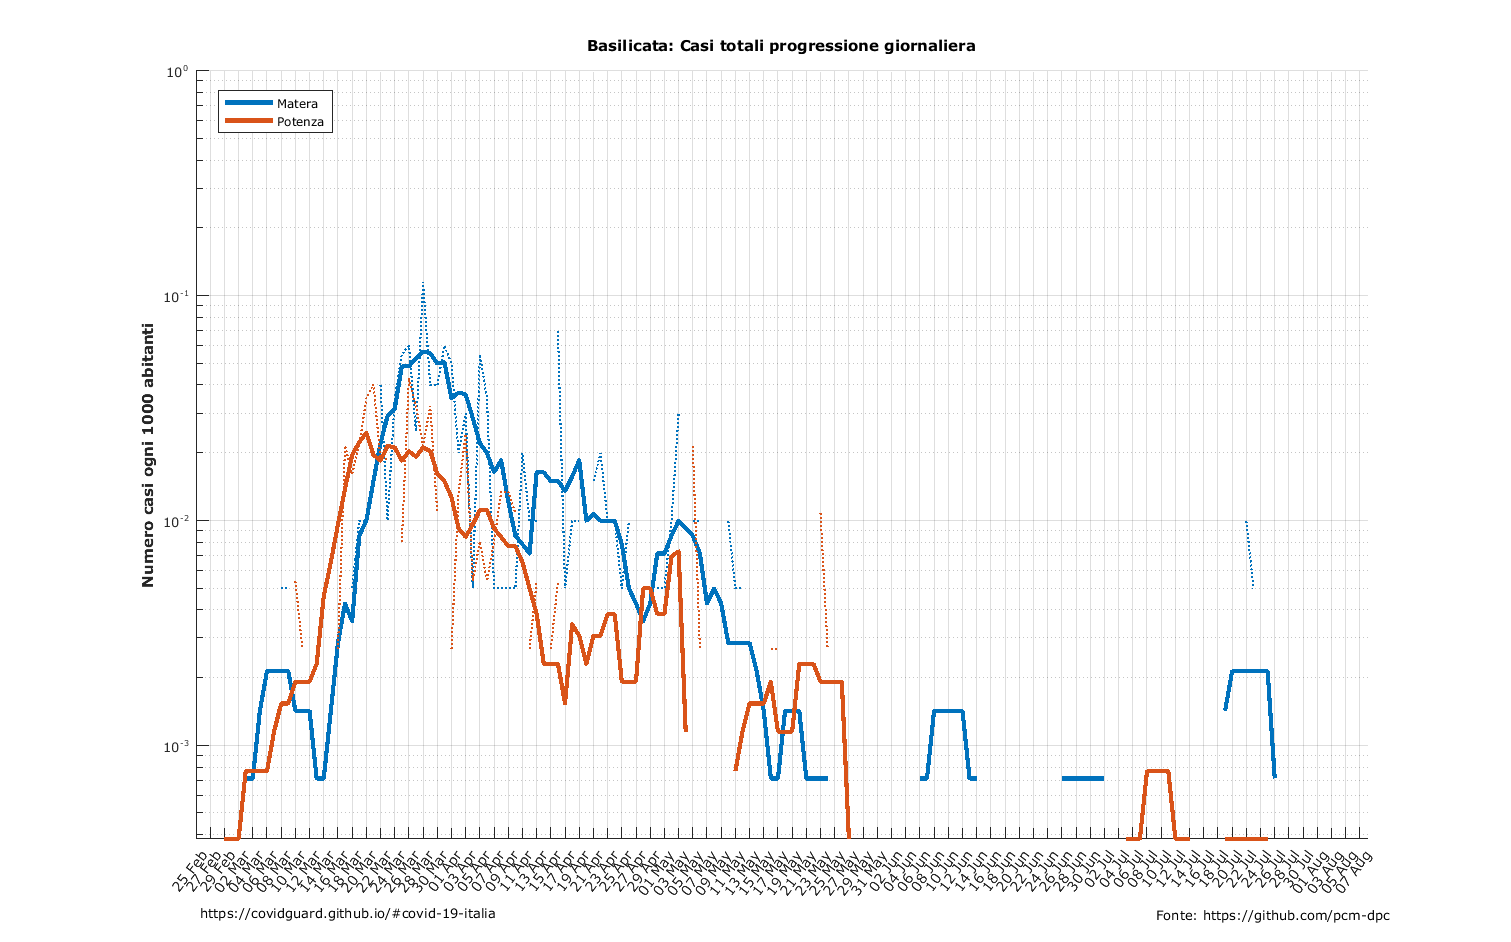 Basilicata: Casi totali progressione giornaliera
10⁰
Matera
Potenza
10⁻¹
Numero casi ogni 1000 abitanti
10⁻²
10⁻³
25 Feb
27 Feb
29 Feb
02 Mar
04 Mar
06 Mar
08 Mar
10 Mar
12 Mar
14 Mar
16 Mar
18 Mar
20 Mar
22 Mar
24 Mar
26 Mar
28 Mar
30 Mar
01 Apr
03 Apr
05 Apr
07 Apr
09 Apr
11 Apr
13 Apr
15 Apr
17 Apr
19 Apr
21 Apr
23 Apr
25 Apr
27 Apr
29 Apr
01 May
03 May
05 May
07 May
09 May
11 May
13 May
15 May
17 May
19 May
21 May
23 May
25 May
27 May
29 May
31 May
02 Jun
04 Jun
06 Jun
08 Jun
10 Jun
12 Jun
14 Jun
16 Jun
18 Jun
20 Jun
22 Jun
24 Jun
26 Jun
28 Jun
30 Jun
02 Jul
04 Jul
06 Jul
08 Jul
10 Jul
12 Jul
14 Jul
16 Jul
18 Jul
20 Jul
22 Jul
24 Jul
26 Jul
28 Jul
30 Jul
01 Aug
03 Aug
05 Aug
07 Aug
https://covidguard.github.io/#covid-19-italia
Fonte: https://github.com/pcm-dpc